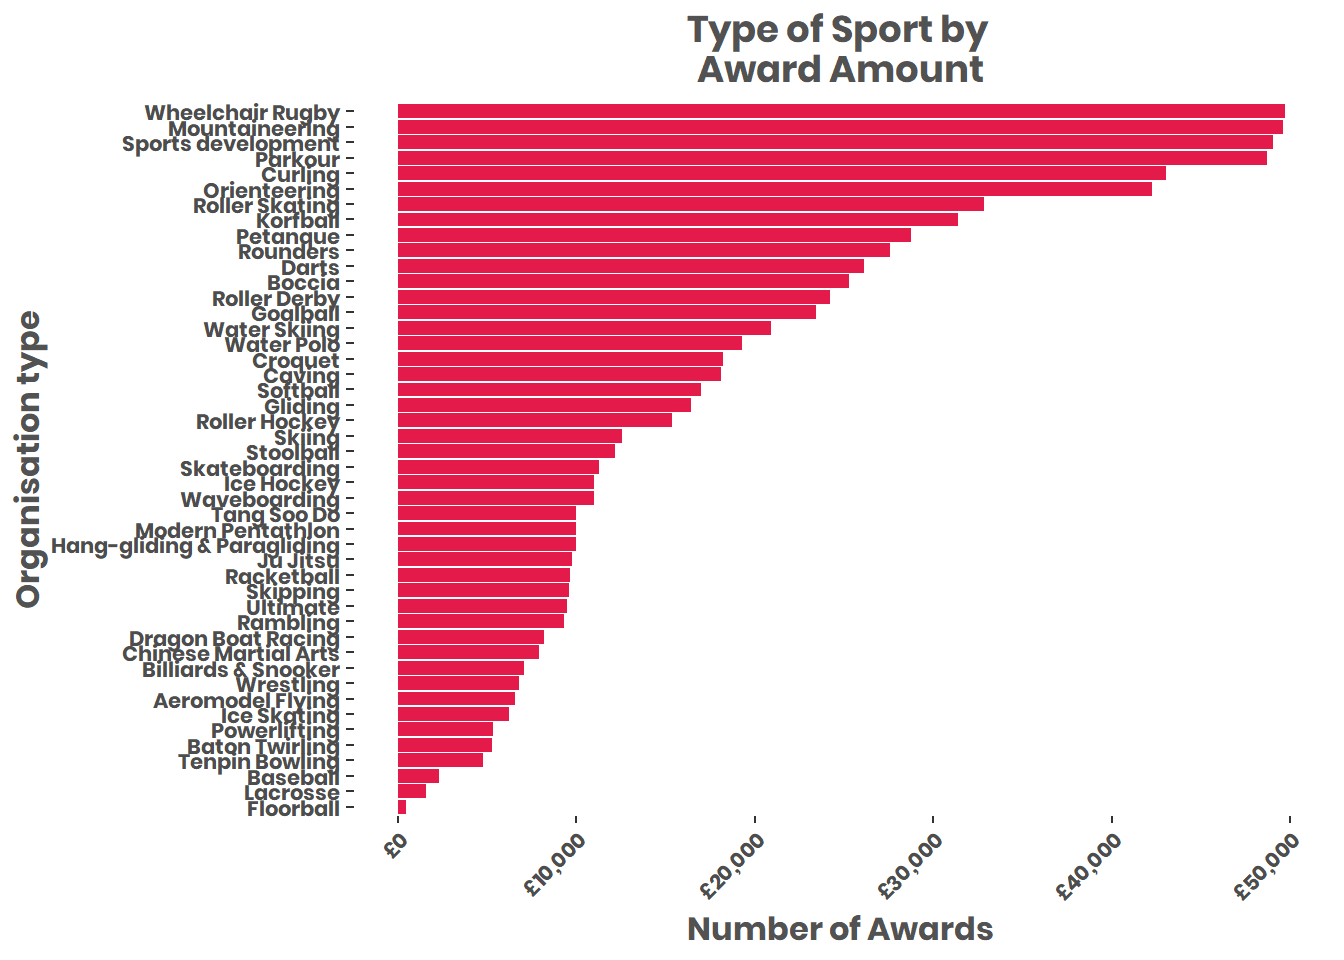 Type of Sport by
Award Amount
Organisation type
Wheelchair Rugby
Mountaineering
Sports development
Parkour
Curling
Orienteering
Roller Skating
Korfball
Petanque
Rounders
Darts
Boccia
Roller Derby
Goalball
Water Skiing
Water Polo
Croquet
Caving
Softball
Gliding
Roller Hockey
Skiing
Stoolball
Skateboarding
Ice Hockey
Waveboarding
Tang Soo Do
Modern Pentathlon
Hang-gliding & Paragliding
Ju Jitsu
Racketball
Skipping
Ultimate
Rambling
Dragon Boat Racing
Chinese Martial Arts
Billiards & Snooker
Wrestling
Aeromodel Flying
Ice Skating
Powerlifting
Baton Twirling
Tenpin Bowling
Baseball
Lacrosse
Floorball
£0
£10,000
£20,000
£30,000
£40,000
£50,000
Number of Awards